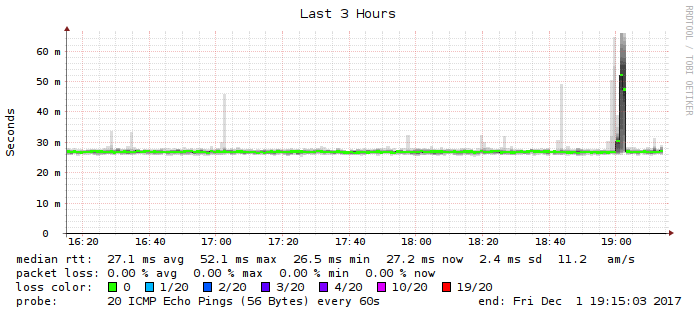 Last 3 Hours
RRDTOOL / TOBI OETIKER
Seconds
60 m
50 m
40 m
30 m
20 m
10 m
0
16:20 16:40 17:00 17:20 17:40 18:00 18:20 18:40 19:00
median rtt: 27.1 ms avg 52.1 ms max 26.5 ms min 27.2 ms now 2.4 ms sd 11.2 am/s
packet loss: 0.00 % avg 0.00 % max 0.00 % min 0.00 % now
loss color: 0 1/20 2/20 3/20 4/20 10/20 19/20
probe: 20 ICMP Echo Pings (56 Bytes) every 60s end: Fri Dec 1 19:15:03 2017